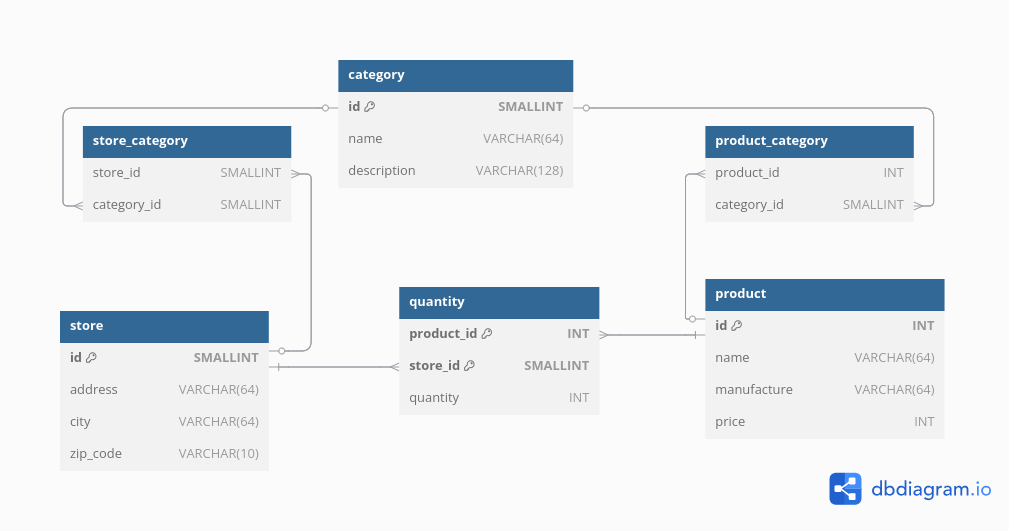 category
id SMALLINT
name VARCHAR(64)
description VARCHAR(128)
store_category
store_id SMALLINT
category_id SMALLINT
product_category
product_id INT
category_id SMALLINT
store
id SMALLINT
address VARCHAR(64)
city VARCHAR(64)
zip_code VARCHAR(10)
quantity
product_id INT
store_id SMALLINT
quantity INT
product
id INT
name VARCHAR(64)
manufacture VARCHAR(64)
price INT
dbdiagram.io